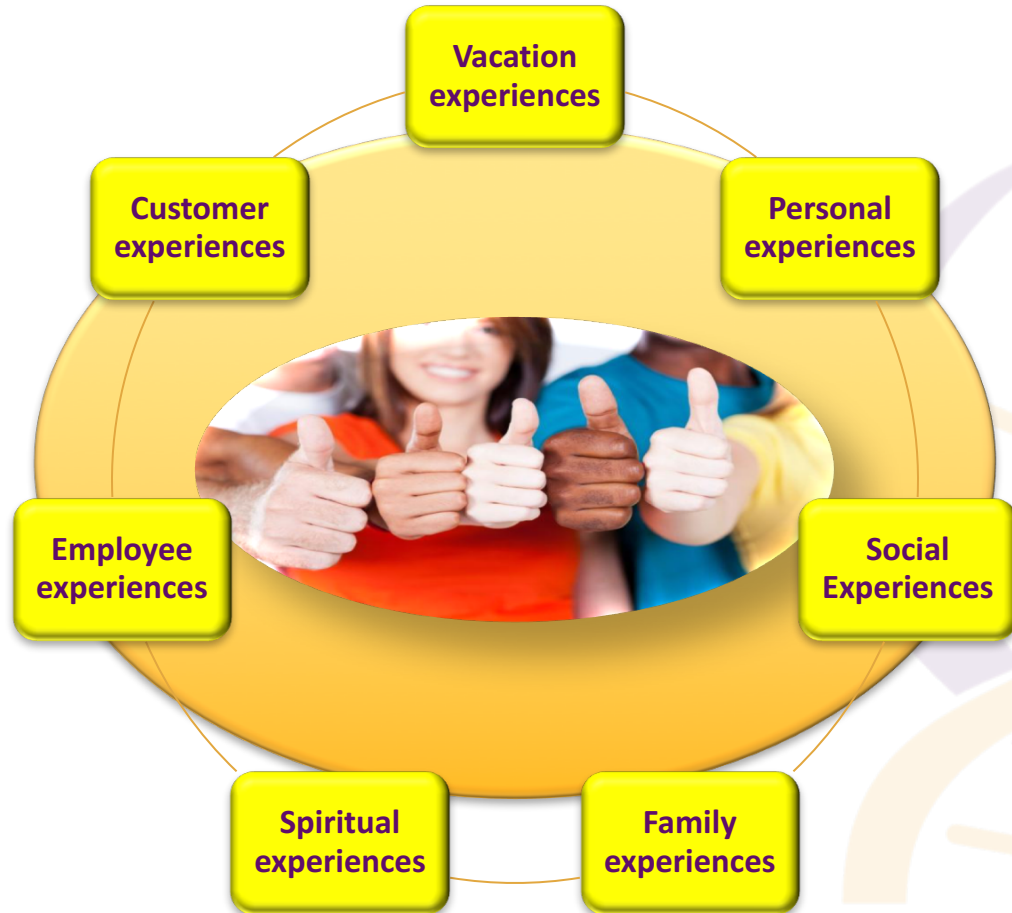 Vacation
experiences
Customer
experiences
Personal
experiences
Employee
experiences
Social
Experiences
Spiritual
experiences
Family
experiences